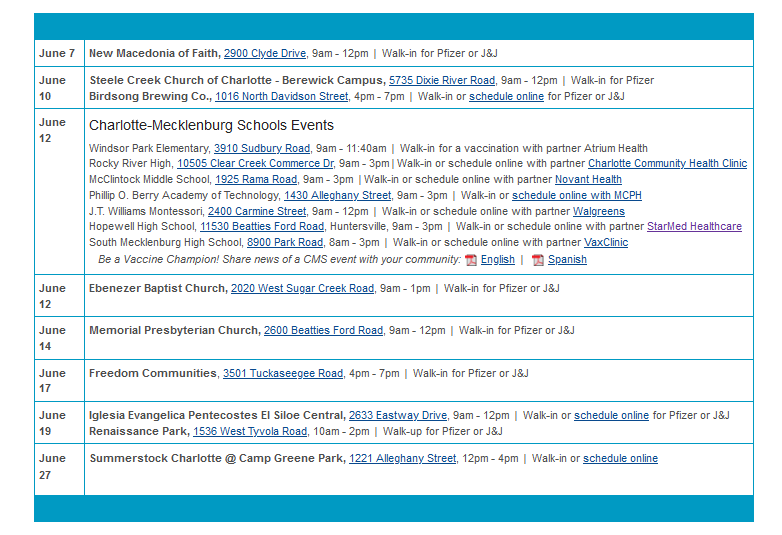 June 7 New Macedonia of Faith, 2900 Clyde Drive, 9am - 12pm | Walk-in for Pfizer or J&J
June 10 Steele Creek Church of Charlotte - Berewick Campus, 5735 Dixie River Road, 9am - 12pm | Walk-in for Pfizer
Birdsong Brewing Co., 1016 North Davidson Street, 4pm - 7pm | Walk-in or schedule online for Pfizer or J&J
June 12 Charlotte-Mecklenburg Schools Events
Windsor Park Elementary, 3910 Sudbury Road, 9am - 11:40am | Walk-in for a vaccination with partner Atrium Health
Rocky River High, 10505 Clear Creek Commerce Dr, 9am - 3pm | Walk-in or schedule online with partner Charlotte Community Health Clinic
McClintock Middle School, 1925 Rama Road, 9am - 3pm | Walk-in or schedule online with partner Novant Health
Phillip O. Berry Academy of Technology, 1430 Alleghany Street, 9am - 3pm | Walk-in or schedule online with MCPH
J.T. Williams Montessori, 2400 Carmine Street, 9am - 12pm | Walk-in or schedule online with partner Walgreens
Hopewell High School, 11530 Beatties Ford Road, Huntersville, 9am - 3pm | Walk-in or schedule online with partner StarMed Healthcare
South Mecklenburg High School, 8900 Park Road, 8am - 3pm | Walk-in or schedule online with partner VaxClinic
Be a Vaccine Champion! Share news of a CMS event with your community: English | Spanish
June 12 Ebenezer Baptist Church, 2020 West Sugar Creek Road, 9am - 1pm | Walk-in for Pfizer or J&J
June 14 Memorial Presbyterian Church, 2600 Beatties Ford Road, 9am - 12pm | Walk-in for Pfizer or J&J
June 17 Freedom Communities, 3501 Tuckaseegee Road, 4pm - 7pm | Walk-in for Pfizer or J&J
June 19 Iglesia Evangelica Pentecostes El Siloe Central, 2633 Eastway Drive, 9am - 12pm | Walk-in or schedule online for Pfizer or J&J
Renaissance Park, 1536 West Tyvola Road, 10am - 2pm | Walk-up for Pfizer or J&J
June 27 Summerstock Charlotte @ Camp Greene Park, 1221 Alleghany Street, 12pm - 4pm | Walk-in or schedule online